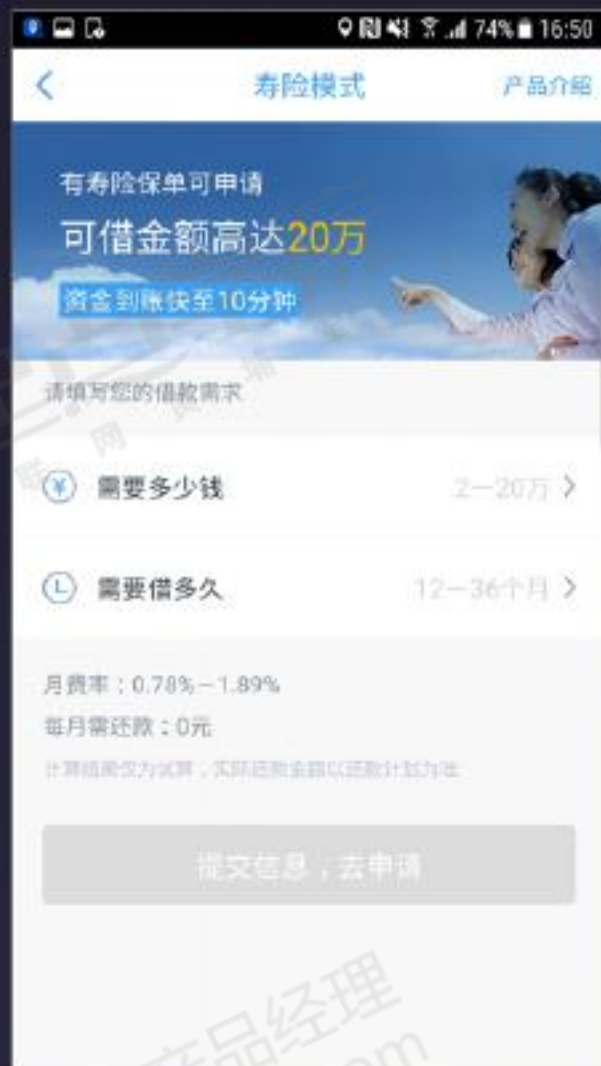 74% 16:50
寿险模式
产品介绍
有寿险保单可申请
可借金额高达20万
资金到账快至10分钟
请填写您的借款需求
需要多少钱
2-20万
需要借多久
12-36个月
月费率：0.78%-1.89%
每月需还款：0元
计算结果仅为试算，实际还款金额以还款计划为准
提交信息，去申请
产品经理